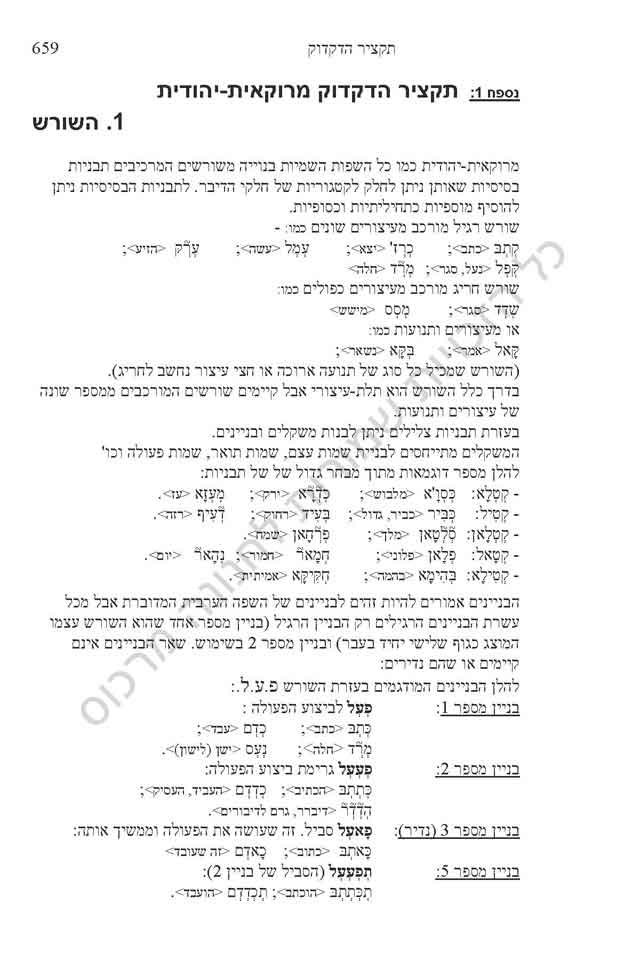 תקציר הדקדוק 659
נספח 1: תקציר הדקדוק מרוקאית-יהודית
1. השורש
מרוקאית-יהודית כמו כל השפות השמיות בנוייה משורשים המרכיבים תבניות
בסיסיות שאותן ניתן לחלק לקטגוריות של חלקי הדיבר. לתבניות הבסיסיות ניתן
להוסיף מוספיות כתחיליתיות וכסופיות.
שורש רגיל מורכב מעיצורים שונים כמו: -
קְתְבּ <כתב>; כְרְז' <יצא>; עְמְל <עשה>; עְרְק <הזיע>;
קְפְל <נעל, סגר>; מְרְד <חלה>
שורש חריג מורכב מעיצורים כפולים כמו:
שְדְד <סגר>; מְסְס <מישש>
או מעיצורים ותנועות כמו:
קָאל <אמר>; בְּקָא <נשאר>;
(השורש שמכיל כל סוג של תנועה ארוכה או חצי עיצור נחשב לחריג).
בדרך כלל השורש הוא תלת-עיצורי אבל קיימים שורשים המורכבים ממספר שונה
של עיצורים ותנועות.
בעזרת תבניות צלילים ניתן לבנות משקלים ובניינים.
המשקלים מתייחסים לבניית שמות עצם, שמות תואר, שמות פעולה וכו'
להלן מספר דוגמאות מתוך מבחר גדול של של תבניות:
- קְטְלָא: כְּסְוָ'א <מלבוש>; כְּדְרָא <ירק>; מְעְזָא <עז>.
- קְטִיל: כְּבִּיר <כביר, גדול>; בְּעִיד <רחוק>; דְעִיף <רזה>.
- קְטְלָאן: סְלְטָאן <מלך>; פְרְחָאן <שמח>.
- קְטָאל: פְלָאן <פלוני>; חְמָאר <חמור>; נְהָאר <יום>.
- קְטִילָא: בְּהִימָא <בהמה>; חְקִיקָא <אמיתית>.
הבניינים אמורים להיות זהים לבניינים של השפה הערבית המדוברת אבל מכל
עשרת הבניינים הרגילים רק הבניין הרגיל (בניין מספר אחד שהוא השורש עצמו
המוצג כגוף שלישי יחיד בעבר) ובניין מספר 2 בשימוש. שאר הבניינים אינם
קיימים או שהם נדירים:
להלן הבניינים המודגמים בעזרת השורש פ.ע.ל.:
בניין מספר 1: פְעְל לביצוע הפעולה :
כְּתְבּ <כתב>; כְדְם <עבד>;
מְרְד <חלה>; נְעְס <ישן (לישון)>.
בניין מספר 2: פְעְעְל גרימת ביצוע הפעולה:
כְּתְתְבּ <הכתיב>; כְדְדְם <העביד, העסיק>;
הְדְדְר <דיברר, גרם לדיבורים>.
בניין מספר 3 (נדיר): פָאעְל סביל. זה שעושה את הפעולה וממשיך אותה:
כָּאתְבּ <כתוב>; כָאדְם <זה שעובד>
בניין מספר 5: תְפְעְעְל (הסביל של בניין 2):
תְכְּתְתְבּ <הוכתב>; תְכְדְדְם <הועבד>.
כל הזכויות שמורות למחבר מרכוס